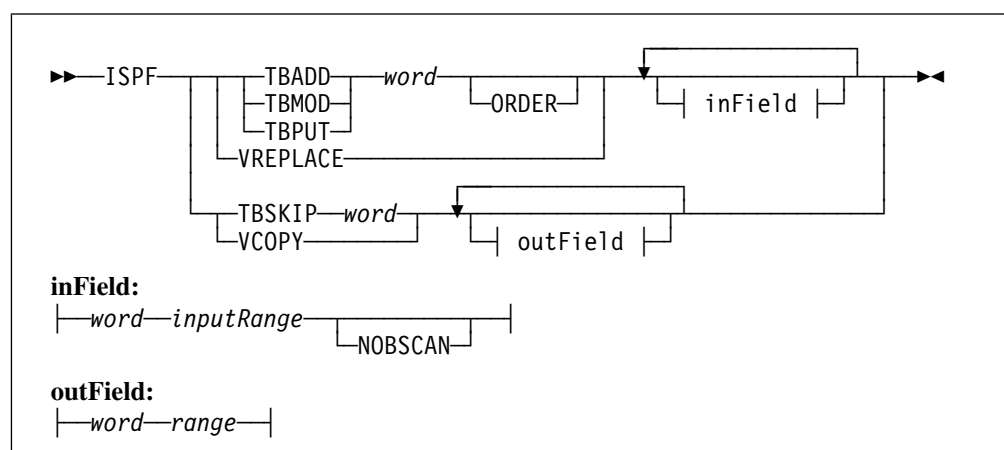 ►►──ISPF TBADD word inField ►◄
TBMOD ORDER
TBPUT
VREPLACE
TBSKIP word
VCOPY outField
inField:
word inputRange
NOBSCAN
outField:
word range